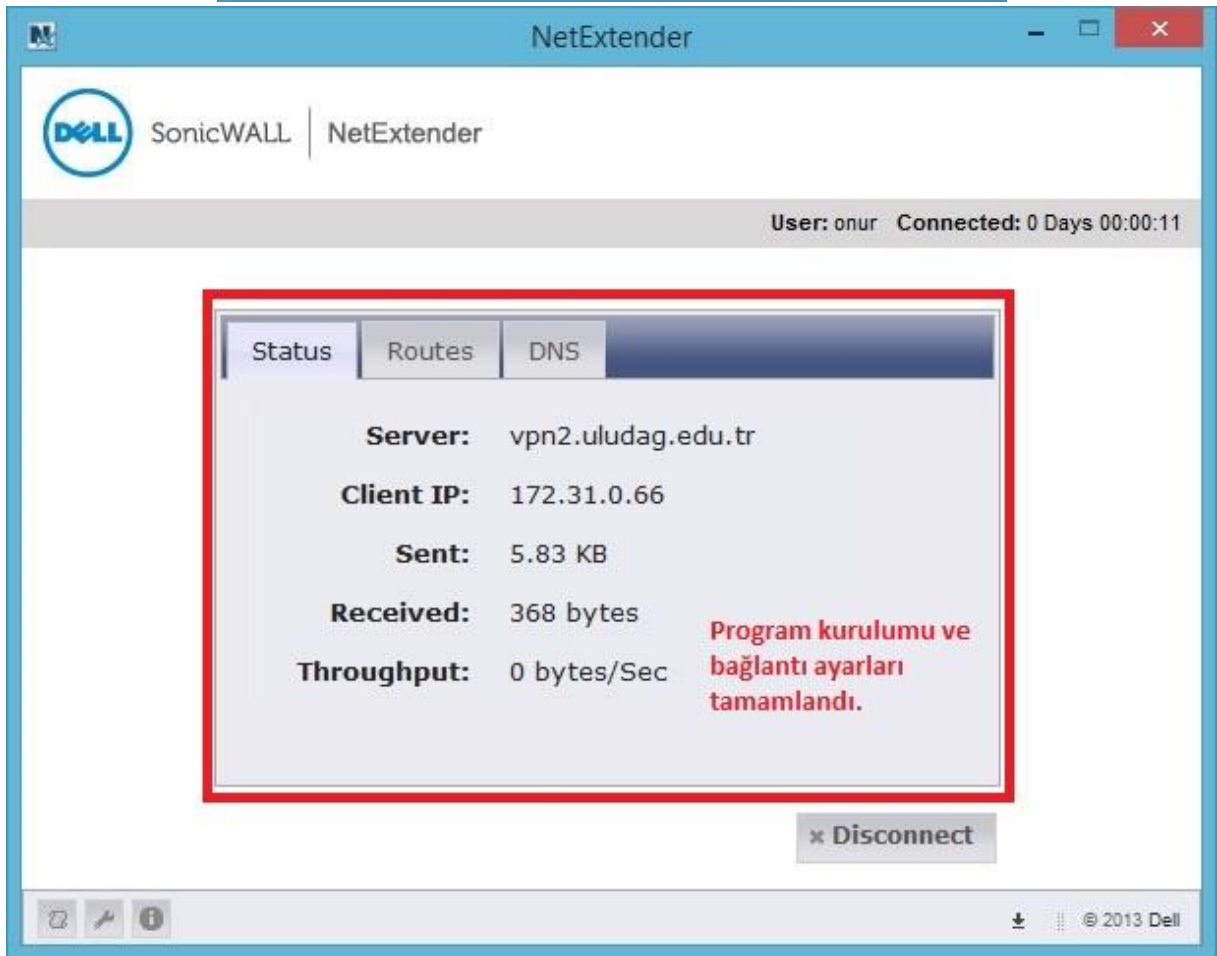 NetExtender
DELL SonicWALL | NetExtender
User: onur Connected: 0 Days 00:00:11
Status Routes DNS
Server: vpn2.uludag.edu.tr
Client IP: 172.31.0.66
Sent: 5.83 KB
Received: 368 bytes
Throughput: 0 bytes/Sec
Program kurulumu ve
bağlantı ayarları
tamamlandı.
× Disconnect
© 2013 Dell